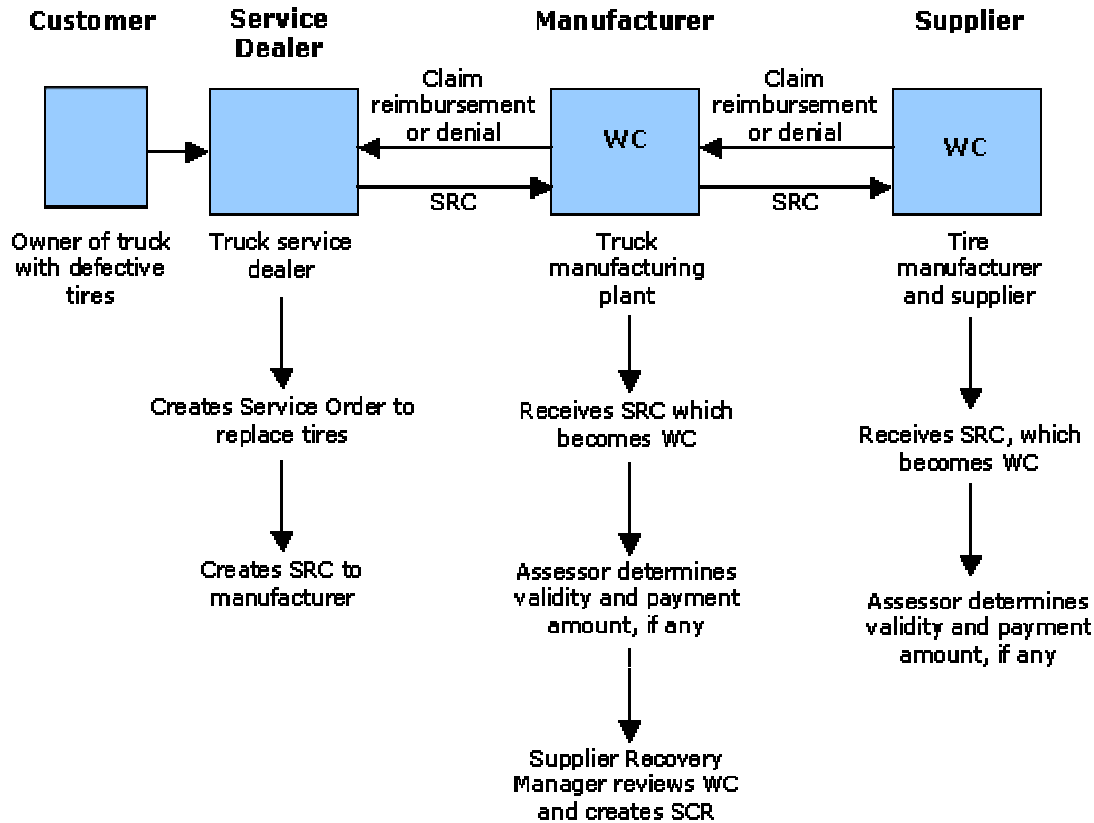 Customer
Service
Dealer
Manufacturer
Supplier
Claim
reimbursement
or denial
Claim
reimbursement
or denial
WC
WC
SRC
SRC
Owner of truck
with defective
tires
Truck service
dealer
Truck
manufacturing
plant
Tire
manufacturer
and supplier
Creates Service Order to
replace tires
Receives SRC which
becomes WC
Receives SRC, which
becomes WC
Creates SRC to
manufacturer
Assessor determines
validity and payment
amount, if any
Assessor determines
validity and payment
amount, if any
Supplier Recovery
Manager reviews WC
and creates SCR